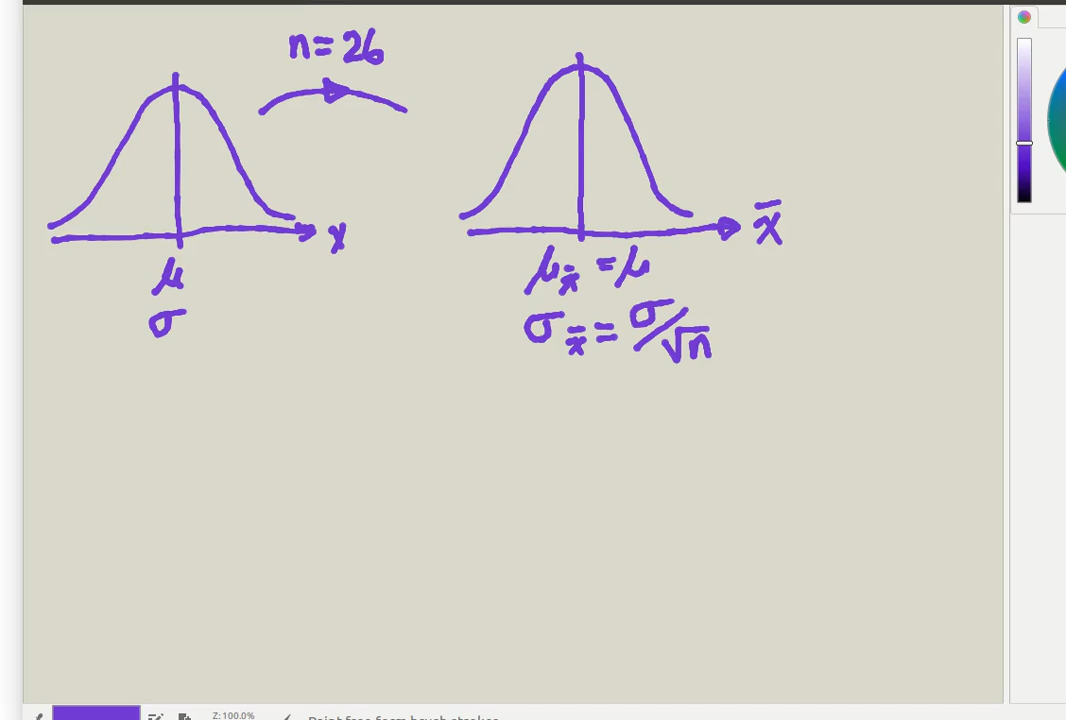 n=26
x
x̄
μ
μx̄ = μ
σ
σx̄ = σ/√n
Z: 100.0%